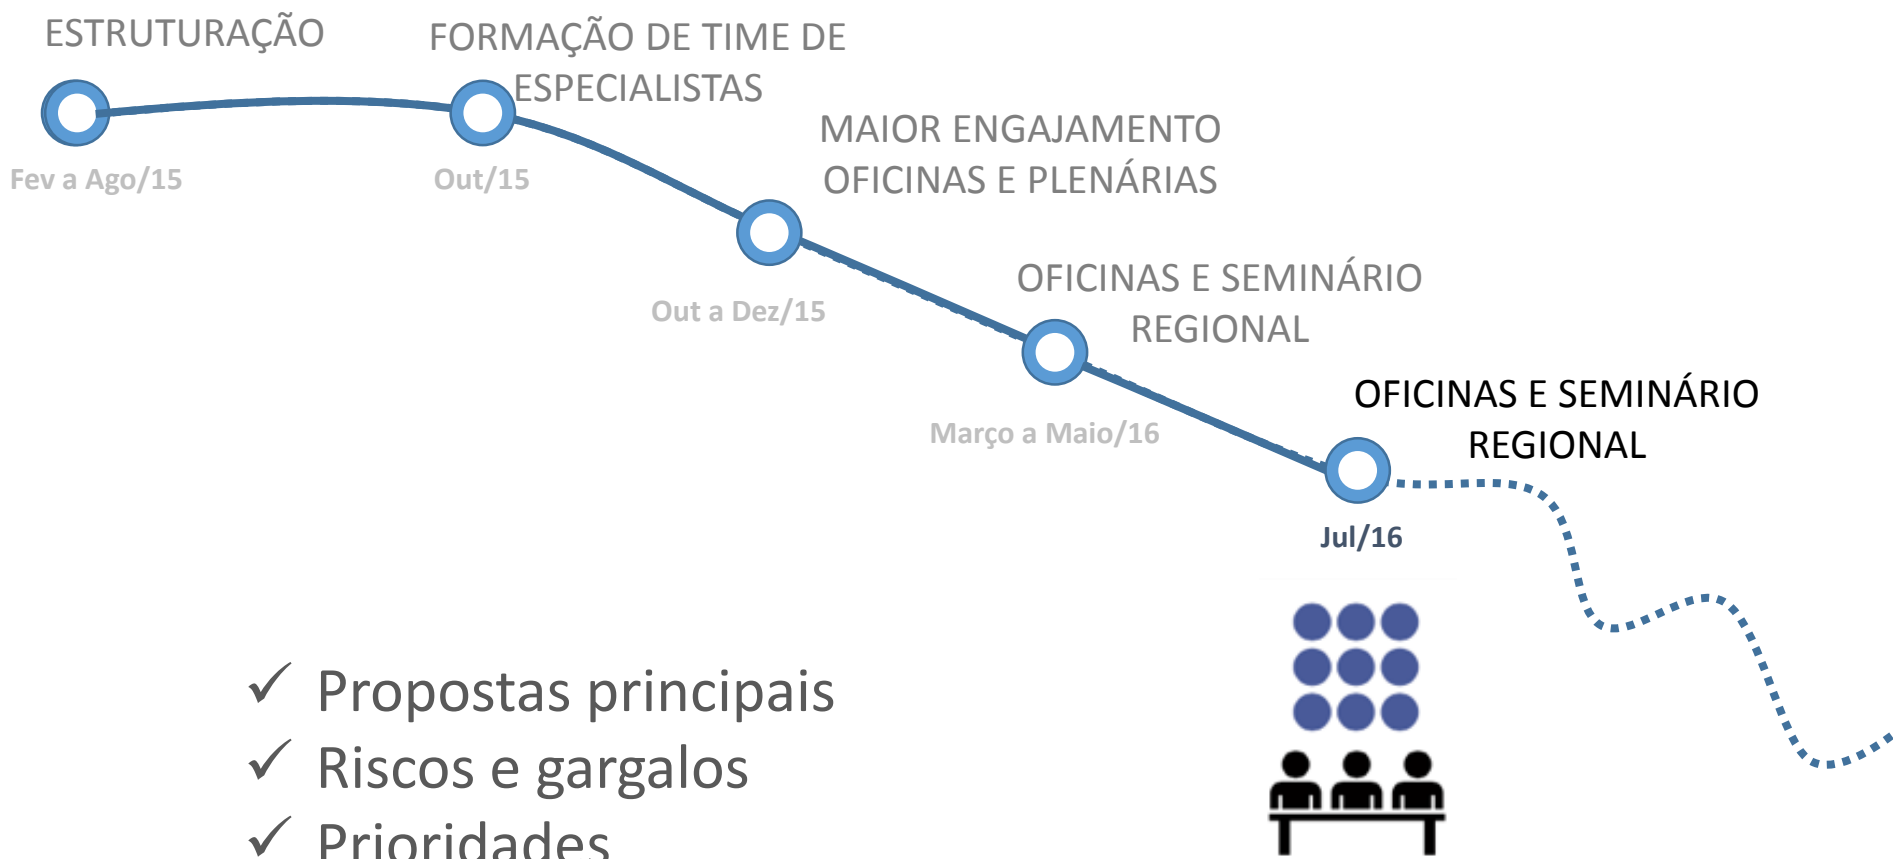 ESTRUTURAÇÃO
Fev a Ago/15
FORMAÇÃO DE TIME DE
ESPECIALISTAS
Out/15
MAIOR ENGAJAMENTO
OFICINAS E PLENÁRIAS
Out a Dez/15
OFICINAS E SEMINÁRIO
REGIONAL
Março a Maio/16
OFICINAS E SEMINÁRIO
REGIONAL
Jul/16
✓ Propostas principais
✓ Riscos e gargalos
✓ Prioridades